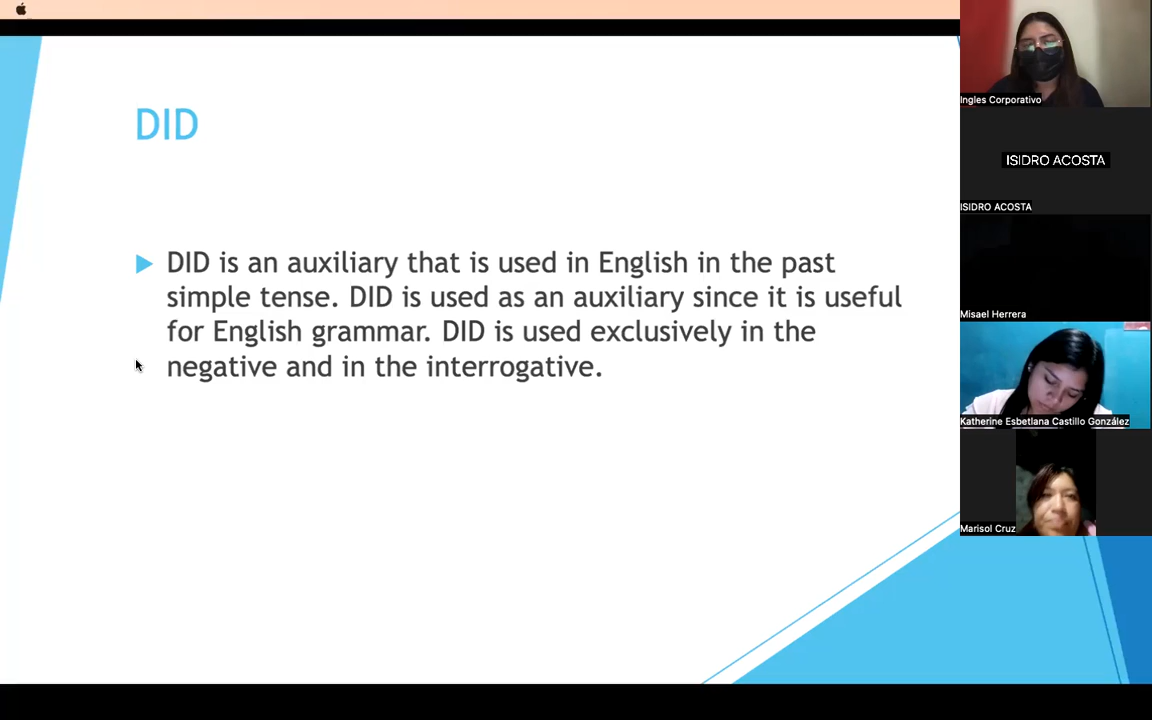 DID
DID is an auxiliary that is used in English in the past
simple tense. DID is used as an auxiliary since it is useful
for English grammar. DID is used exclusively in the
negative and in the interrogative.
Ingles Corporativo
ISIDRO ACOSTA
ISIDRO ACOSTA
Misael Herrera
Katherine Esbetlana Castillo González
Marisol Cruz